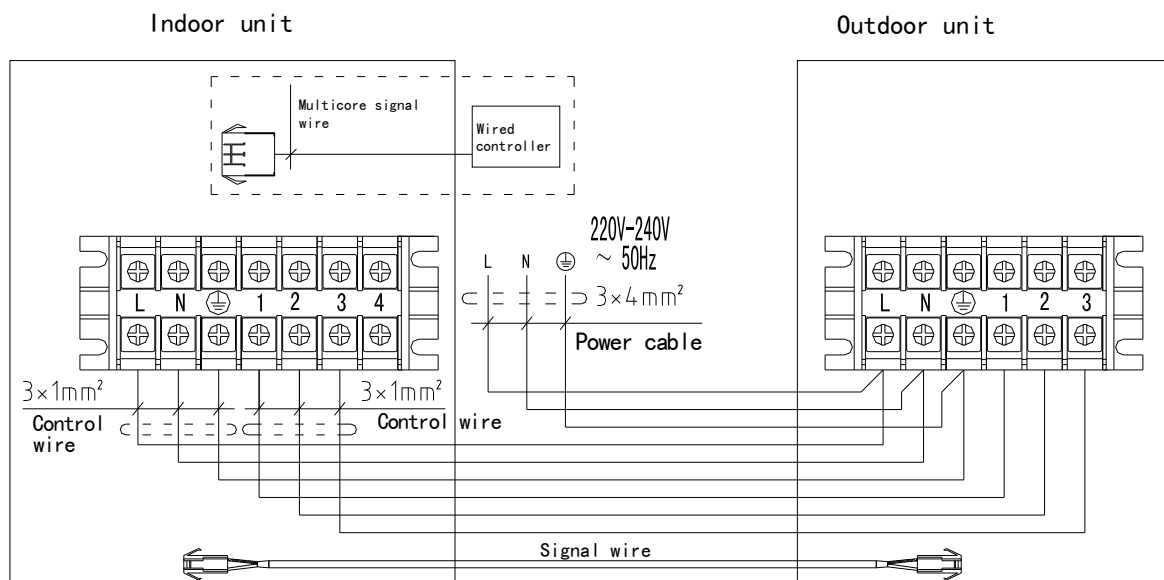 Indoor unit
Outdoor unit
Multicore signal
wire
Wired
controller
220V-240V
~ 50Hz
L N
3×4mm²
Power cable
L N 1 2 3 4
L N 1 2 3
3×1mm²
Control
wire
3×1mm²
Control wire
Signal wire